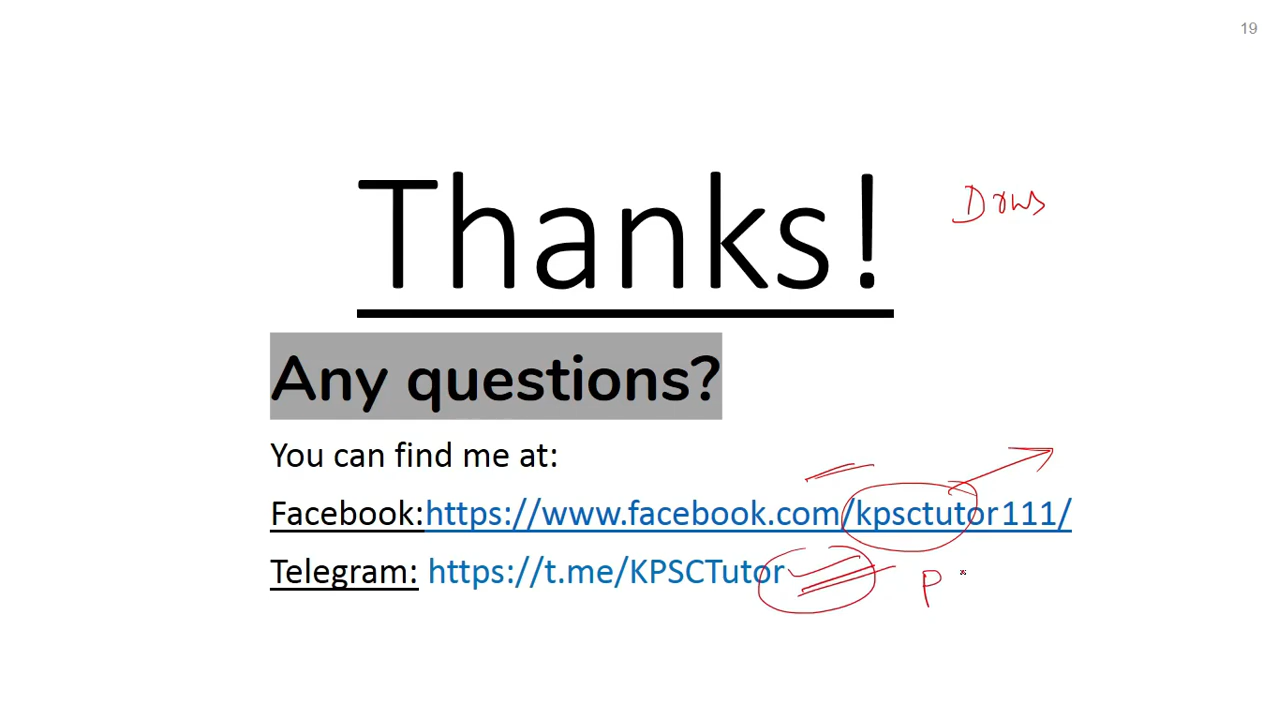 19
Thanks!
Any questions?
You can find me at:
Facebook:https://www.facebook.com/kpsctutor111/
Telegram: https://t.me/KPSCTutor
P